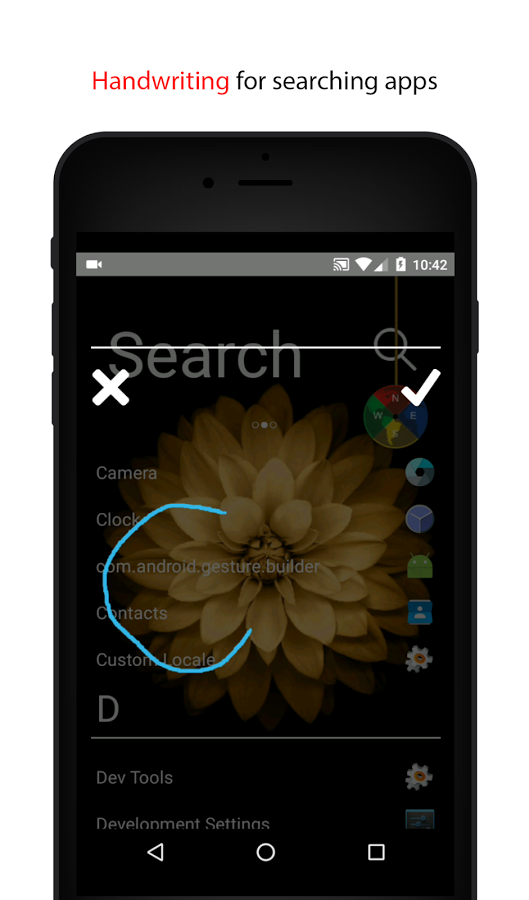 Handwriting for searching apps
10:42
Search
N
W E
S
Camera
Clock
com.android.gesture.builder
Contacts
Custom Locale
D
Dev Tools
Development Settings